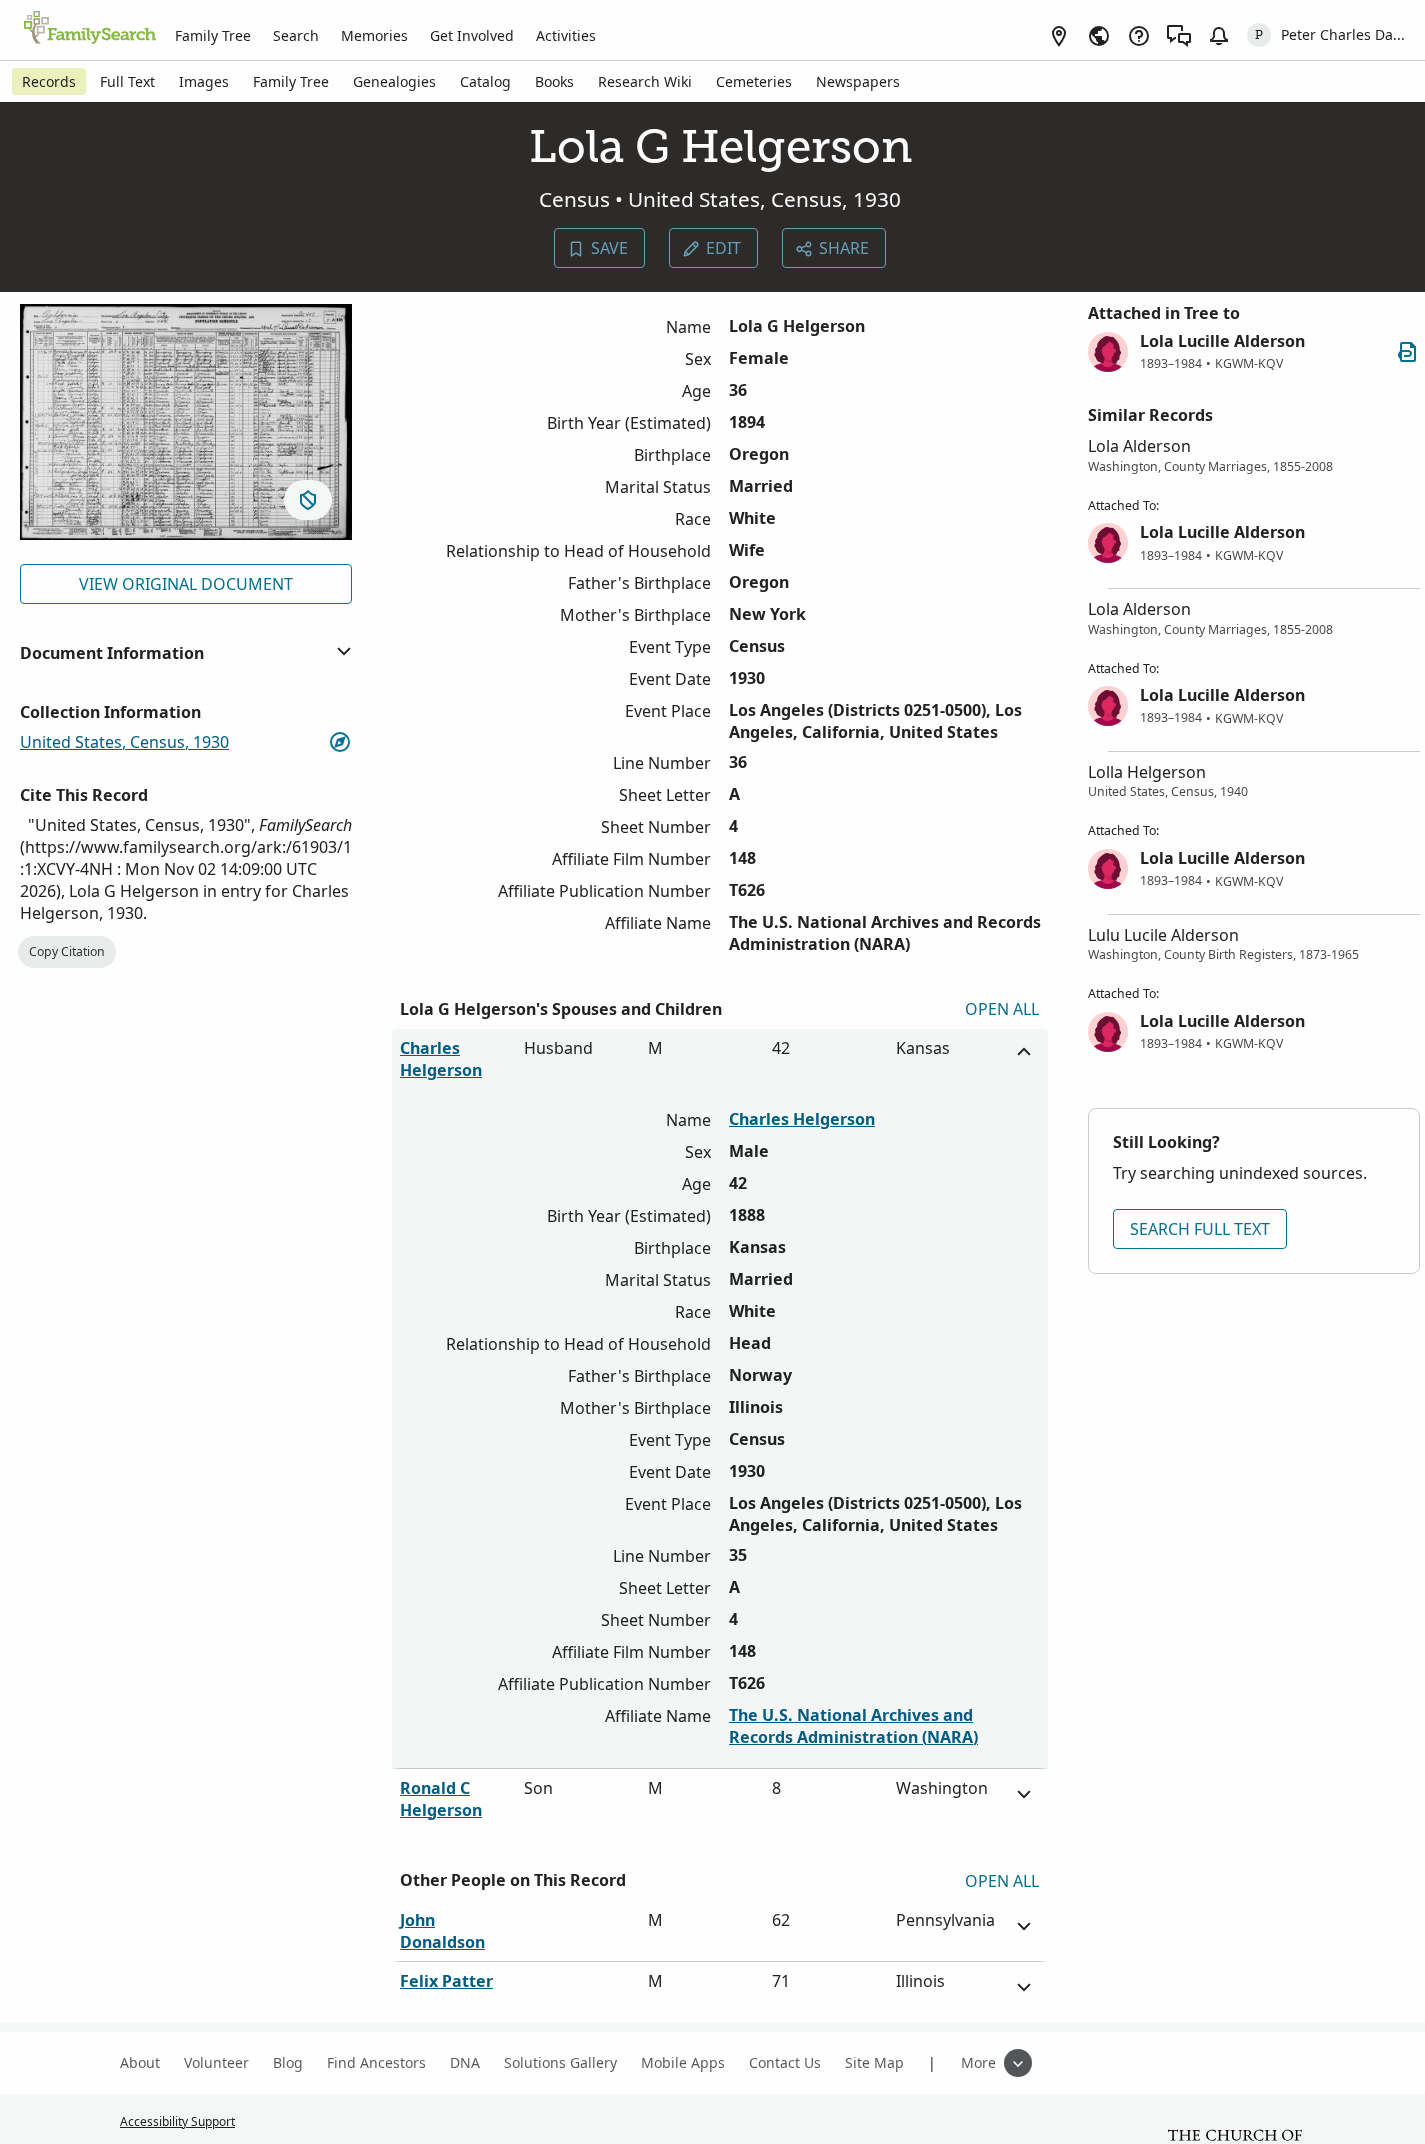 FamilySearch
Family Tree Search Memories Get Involved Activities
P Peter Charles Da...
Records Full Text Images Family Tree Genealogies Catalog Books Research Wiki Cemeteries Newspapers
Lola G Helgerson
Census • United States, Census, 1930
SAVE EDIT SHARE
VIEW ORIGINAL DOCUMENT
Document Information
Collection Information
United States, Census, 1930
Cite This Record
"United States, Census, 1930", FamilySearch
(https://www.familysearch.org/ark:/61903/1
:1:XCVY-4NH : Mon Nov 02 14:09:00 UTC
2026), Lola G Helgerson in entry for Charles
Helgerson, 1930.
Copy Citation
Name Lola G Helgerson
Sex Female
Age 36
Birth Year (Estimated) 1894
Birthplace Oregon
Marital Status Married
Race White
Relationship to Head of Household Wife
Father's Birthplace Oregon
Mother's Birthplace New York
Event Type Census
Event Date 1930
Event Place Los Angeles (Districts 0251-0500), Los
Angeles, California, United States
Line Number 36
Sheet Letter A
Sheet Number 4
Affiliate Film Number 148
Affiliate Publication Number T626
Affiliate Name The U.S. National Archives and Records
Administration (NARA)
Lola G Helgerson's Spouses and Children OPEN ALL
Charles Husband M 42 Kansas
Helgerson
Name Charles Helgerson
Sex Male
Age 42
Birth Year (Estimated) 1888
Birthplace Kansas
Marital Status Married
Race White
Relationship to Head of Household Head
Father's Birthplace Norway
Mother's Birthplace Illinois
Event Type Census
Event Date 1930
Event Place Los Angeles (Districts 0251-0500), Los
Angeles, California, United States
Line Number 35
Sheet Letter A
Sheet Number 4
Affiliate Film Number 148
Affiliate Publication Number T626
Affiliate Name The U.S. National Archives and
Records Administration (NARA)
Ronald C Son M 8 Washington
Helgerson
Other People on This Record OPEN ALL
John M 62 Pennsylvania
Donaldson
Felix Patter M 71 Illinois
Attached in Tree to
Lola Lucille Alderson
1893–1984 • KGWM-KQV
Similar Records
Lola Alderson
Washington, County Marriages, 1855-2008
Attached To:
Lola Lucille Alderson
1893–1984 • KGWM-KQV
Lola Alderson
Washington, County Marriages, 1855-2008
Attached To:
Lola Lucille Alderson
1893–1984 • KGWM-KQV
Lolla Helgerson
United States, Census, 1940
Attached To:
Lola Lucille Alderson
1893–1984 • KGWM-KQV
Lulu Lucile Alderson
Washington, County Birth Registers, 1873-1965
Attached To:
Lola Lucille Alderson
1893–1984 • KGWM-KQV
Still Looking?
Try searching unindexed sources.
SEARCH FULL TEXT
About Volunteer Blog Find Ancestors DNA Solutions Gallery Mobile Apps Contact Us Site Map | More
Accessibility Support
THE CHURCH OF